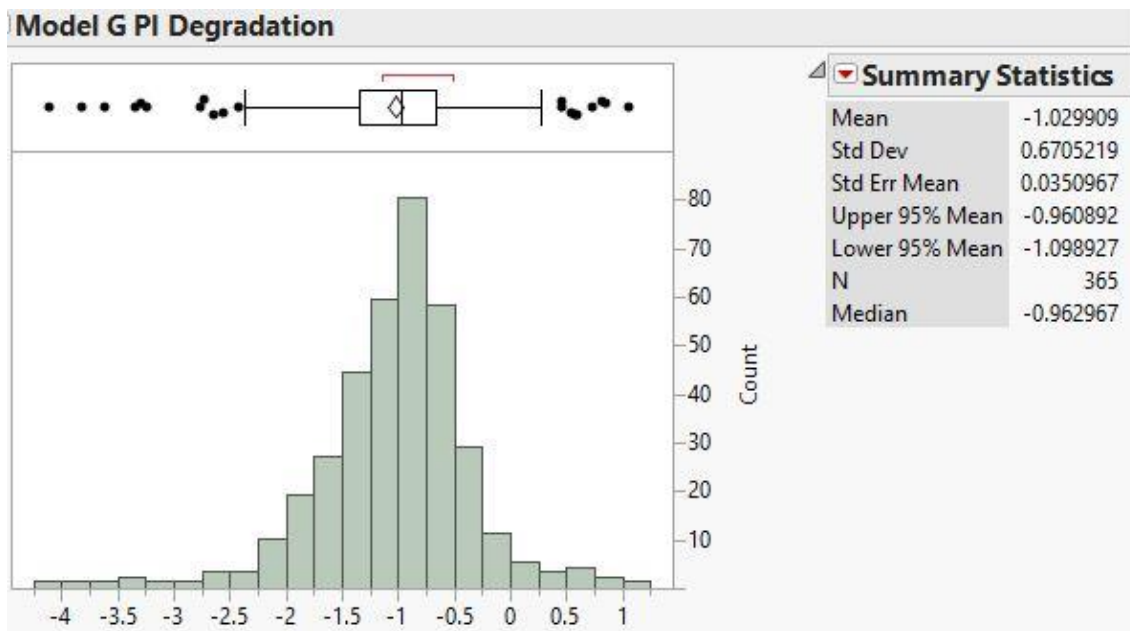 Model G PI Degradation
Summary Statistics
Mean -1.029909
Std Dev 0.6705219
Std Err Mean 0.0350967
Upper 95% Mean -0.960892
Lower 95% Mean -1.098927
N 365
Median -0.962967
80
70
60
50
40
30
20
10
Count
-4 -3.5 -3 -2.5 -2 -1.5 -1 -0.5 0 0.5 1